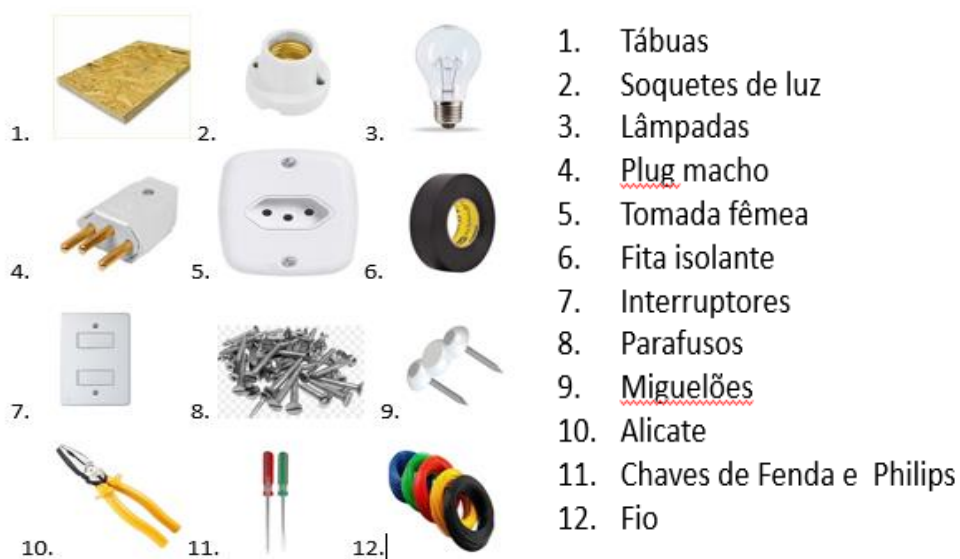 1. 2. 3.
4. 5. 6.
7. 8. 9.
10. 11. 12.
1. Tábuas
2. Soquetes de luz
3. Lâmpadas
4. Plug macho
5. Tomada fêmea
6. Fita isolante
7. Interruptores
8. Parafusos
9. Miguelões
10. Alicate
11. Chaves de Fenda e Philips
12. Fio